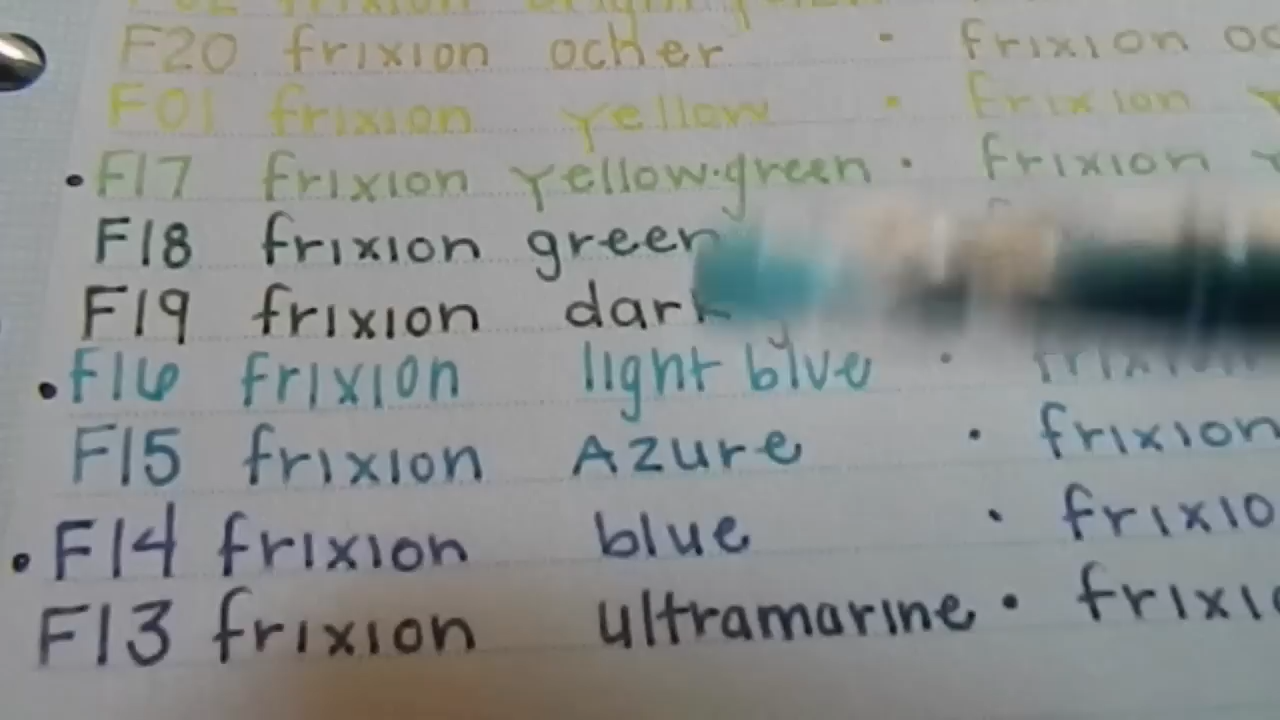 F20 frixion ocher · frixion
F01 frixion yellow · frixion
·F17 frixion yellow·green · frixion
F18 frixion green
F19 frixion dark
·F16 frixion light blue · frixion
F15 frixion Azure · frixion
·F14 frixion blue ·
F13 frixion ultramarine ·